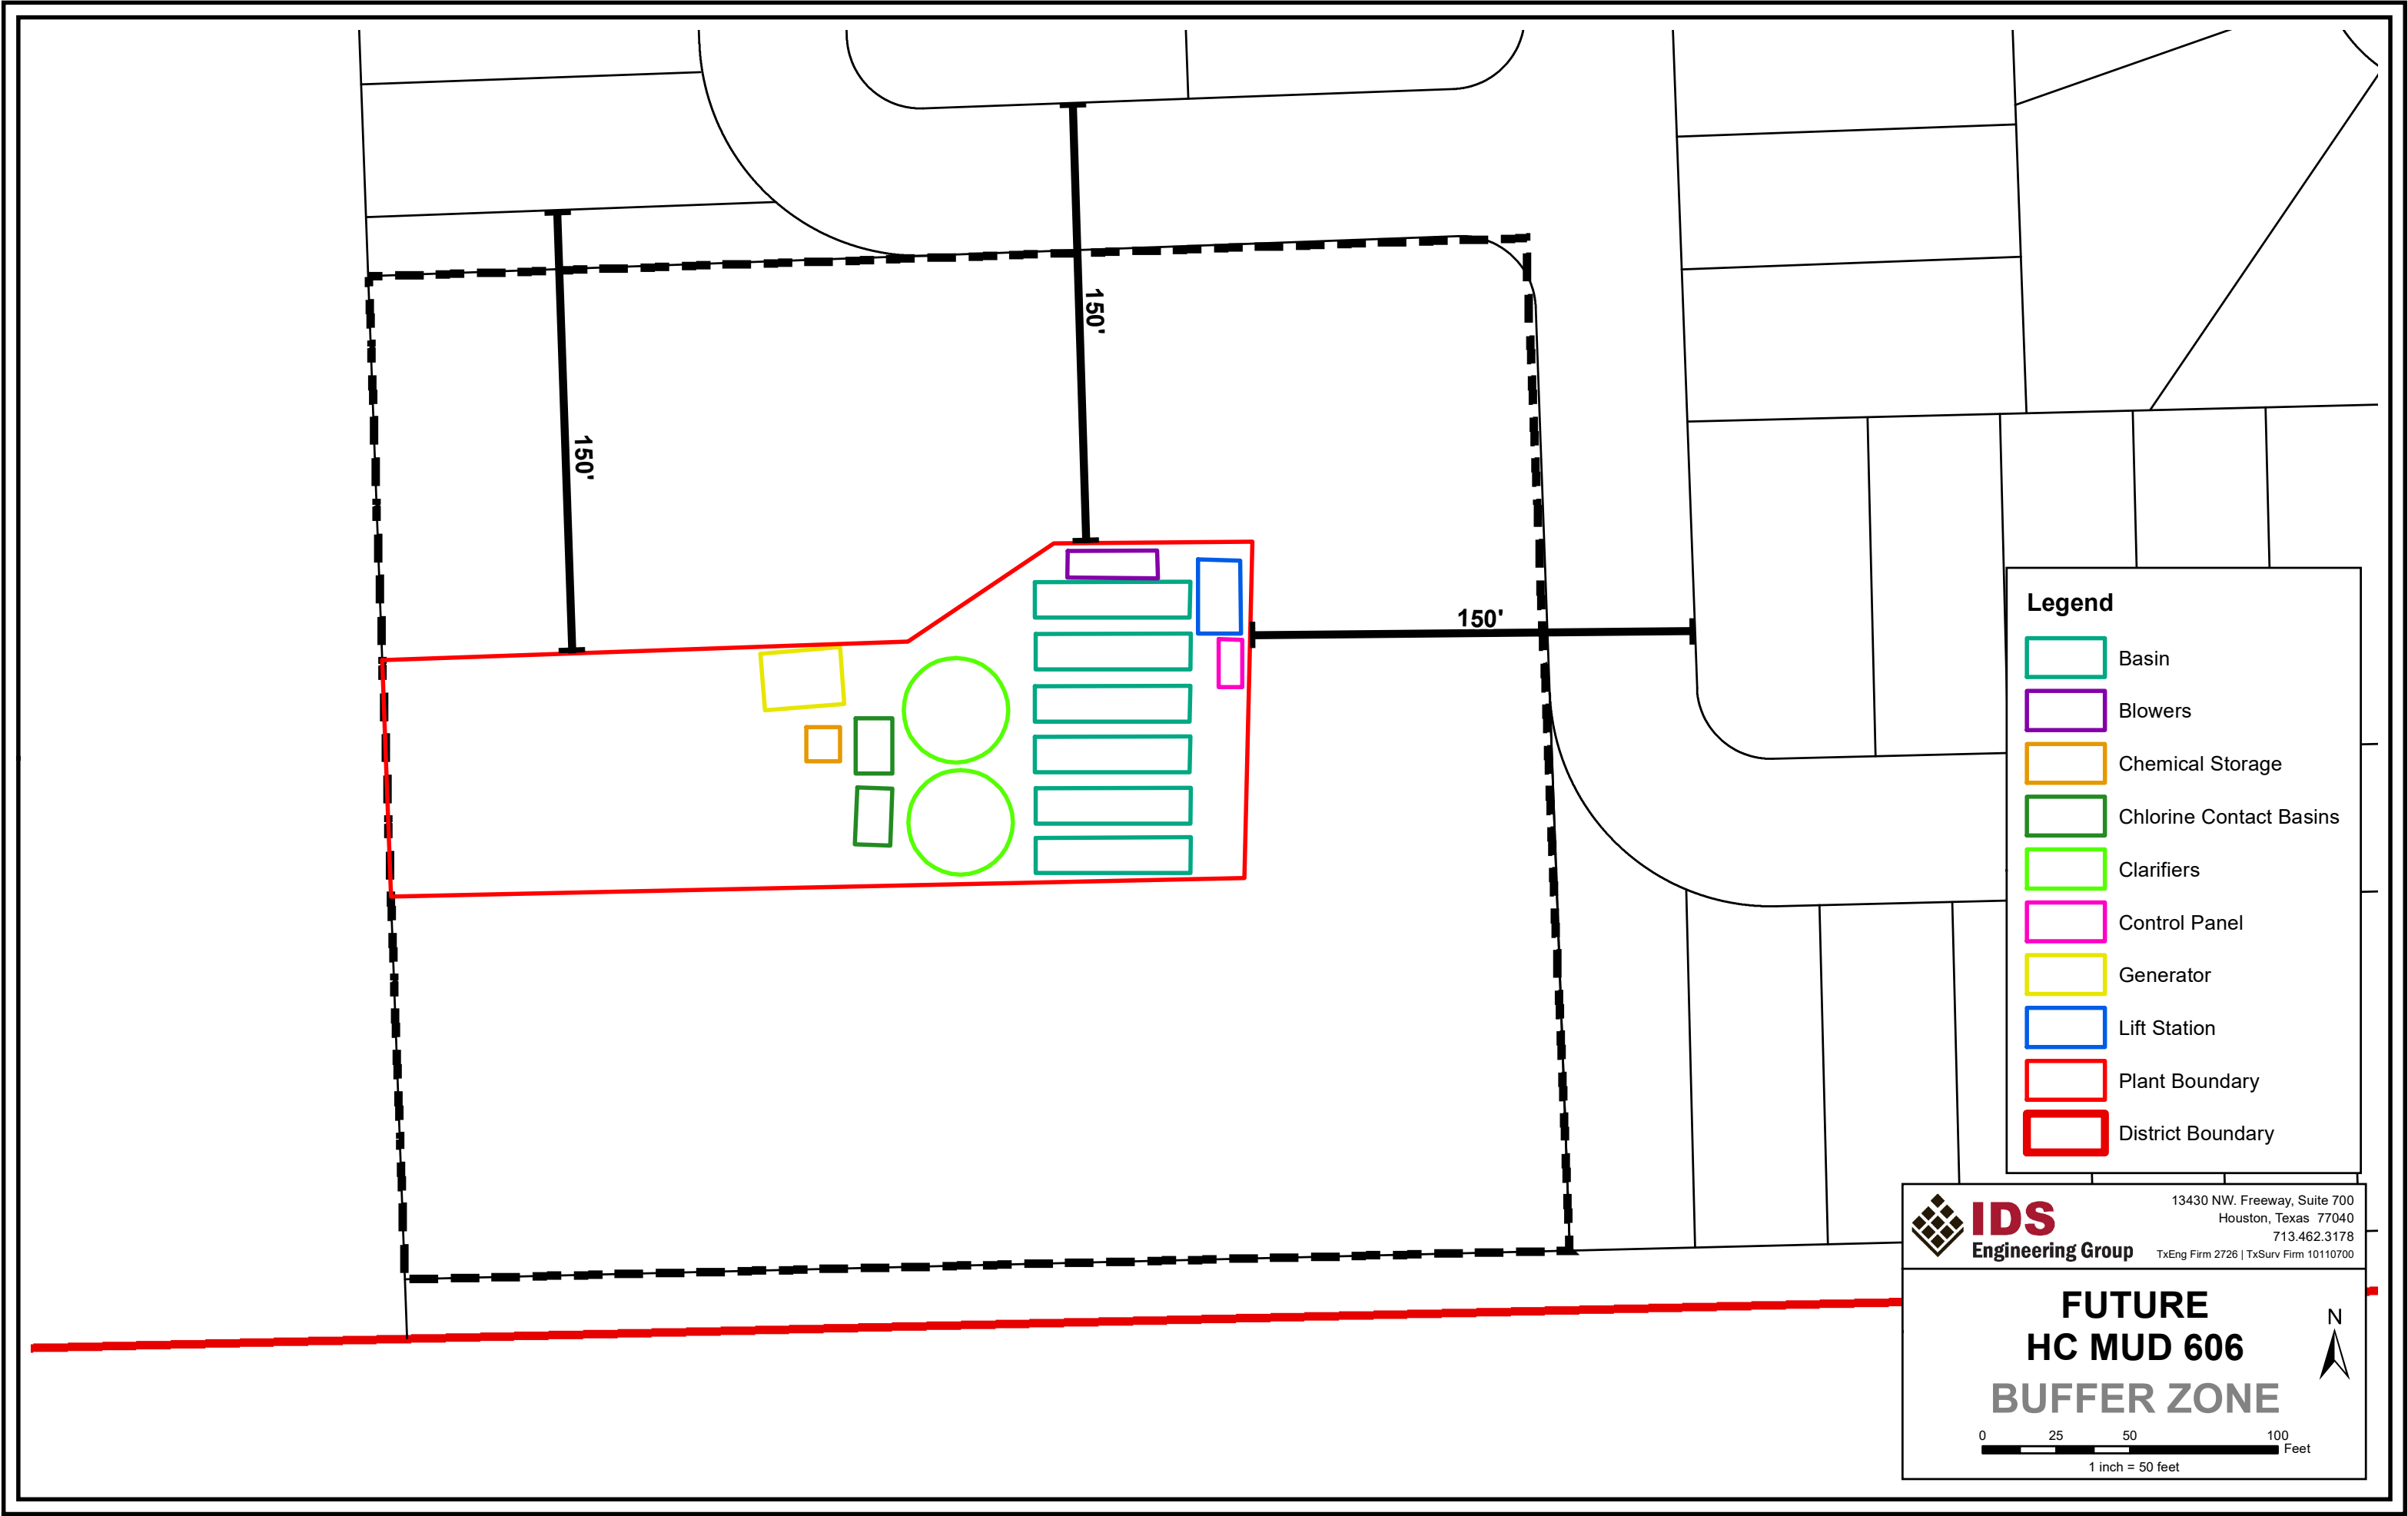 150'
150'
150'
Legend
Basin
Blowers
Chemical Storage
Chlorine Contact Basins
Clarifiers
Control Panel
Generator
Lift Station
Plant Boundary
District Boundary
IDS
Engineering Group
13430 NW. Freeway, Suite 700
Houston, Texas  77040
713.462.3178
TxEng Firm 2726 | TxSurv Firm 10110700
FUTURE
HC MUD 606
BUFFER ZONE
N
0 25 50 100
Feet
1 inch = 50 feet